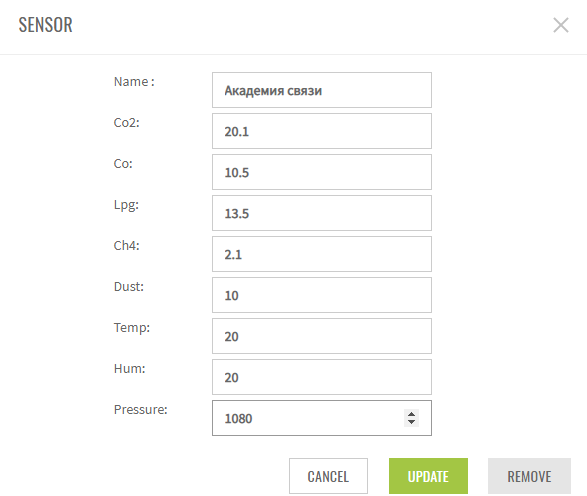 SENSOR
Name : Академия связи
Co2: 20.1
Co: 10.5
Lpg: 13.5
Ch4: 2.1
Dust: 10
Temp: 20
Hum: 20
Pressure: 1080
CANCEL UPDATE REMOVE